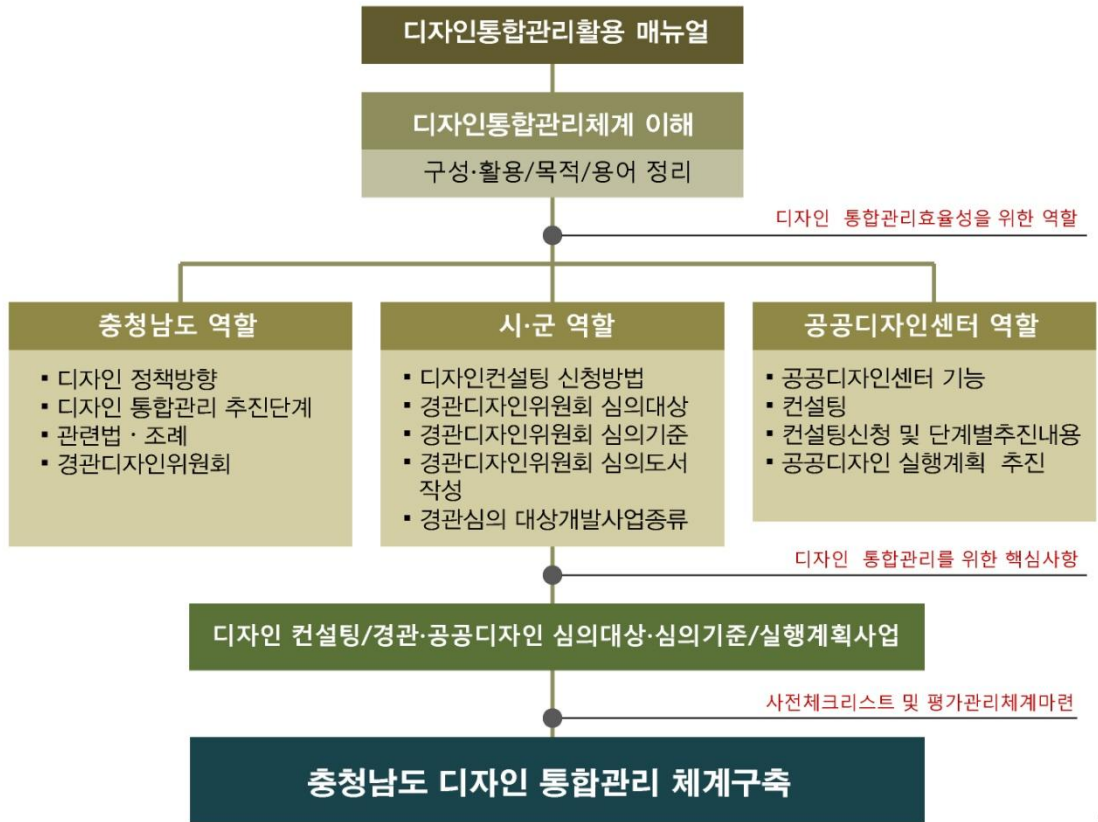 디자인통합관리활용 매뉴얼
디자인통합관리체계 이해
구성·활용/목적/용어 정리
디자인 통합관리효율성을 위한 역할
충청남도 역할
▪ 디자인 정책방향
▪ 디자인 통합관리 추진단계
▪ 관련법 · 조례
▪ 경관디자인위원회
시·군 역할
▪ 디자인컨설팅 신청방법
▪ 경관디자인위원회 심의대상
▪ 경관디자인위원회 심의기준
▪ 경관디자인위원회 심의도서
작성
▪ 경관심의 대상개발사업종류
공공디자인센터 역할
▪ 공공디자인센터 기능
▪ 컨설팅
▪ 컨설팅신청 및 단계별추진내용
▪ 공공디자인 실행계획 추진
디자인 통합관리를 위한 핵심사항
디자인 컨설팅/경관·공공디자인 심의대상·심의기준/실행계획사업
사전체크리스트 및 평가관리체계마련
충청남도 디자인 통합관리 체계구축